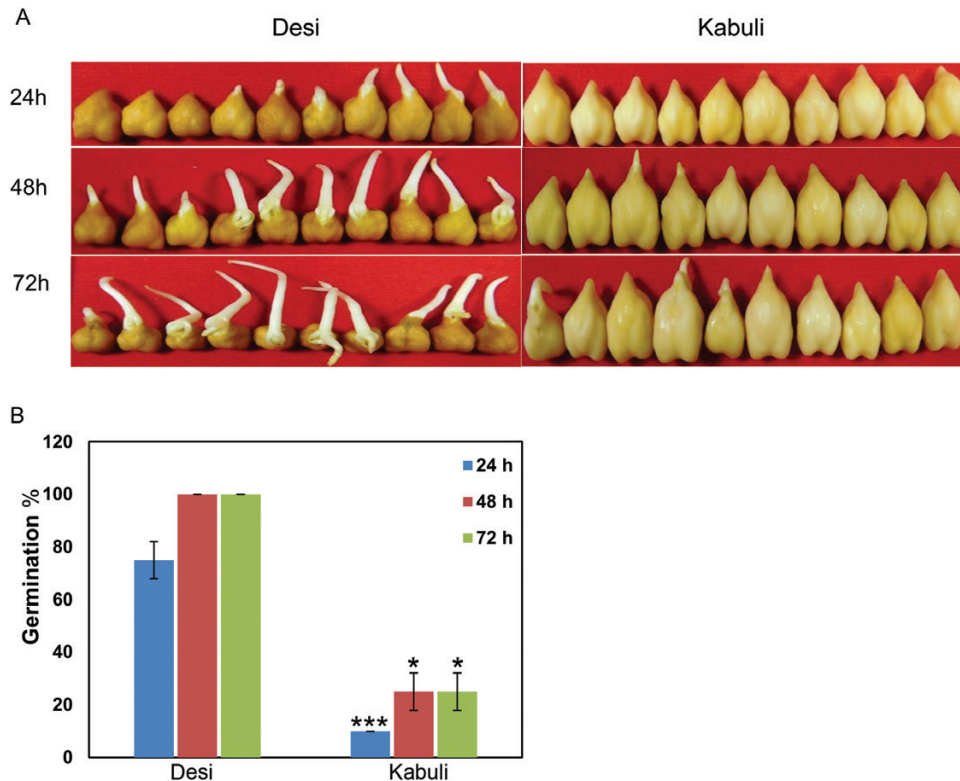 A
Desi Kabuli
24h
48h
72h
B
120
100
80
60
40
20
0
Germination %
24 h
48 h
72 h
*** * *
Desi Kabuli